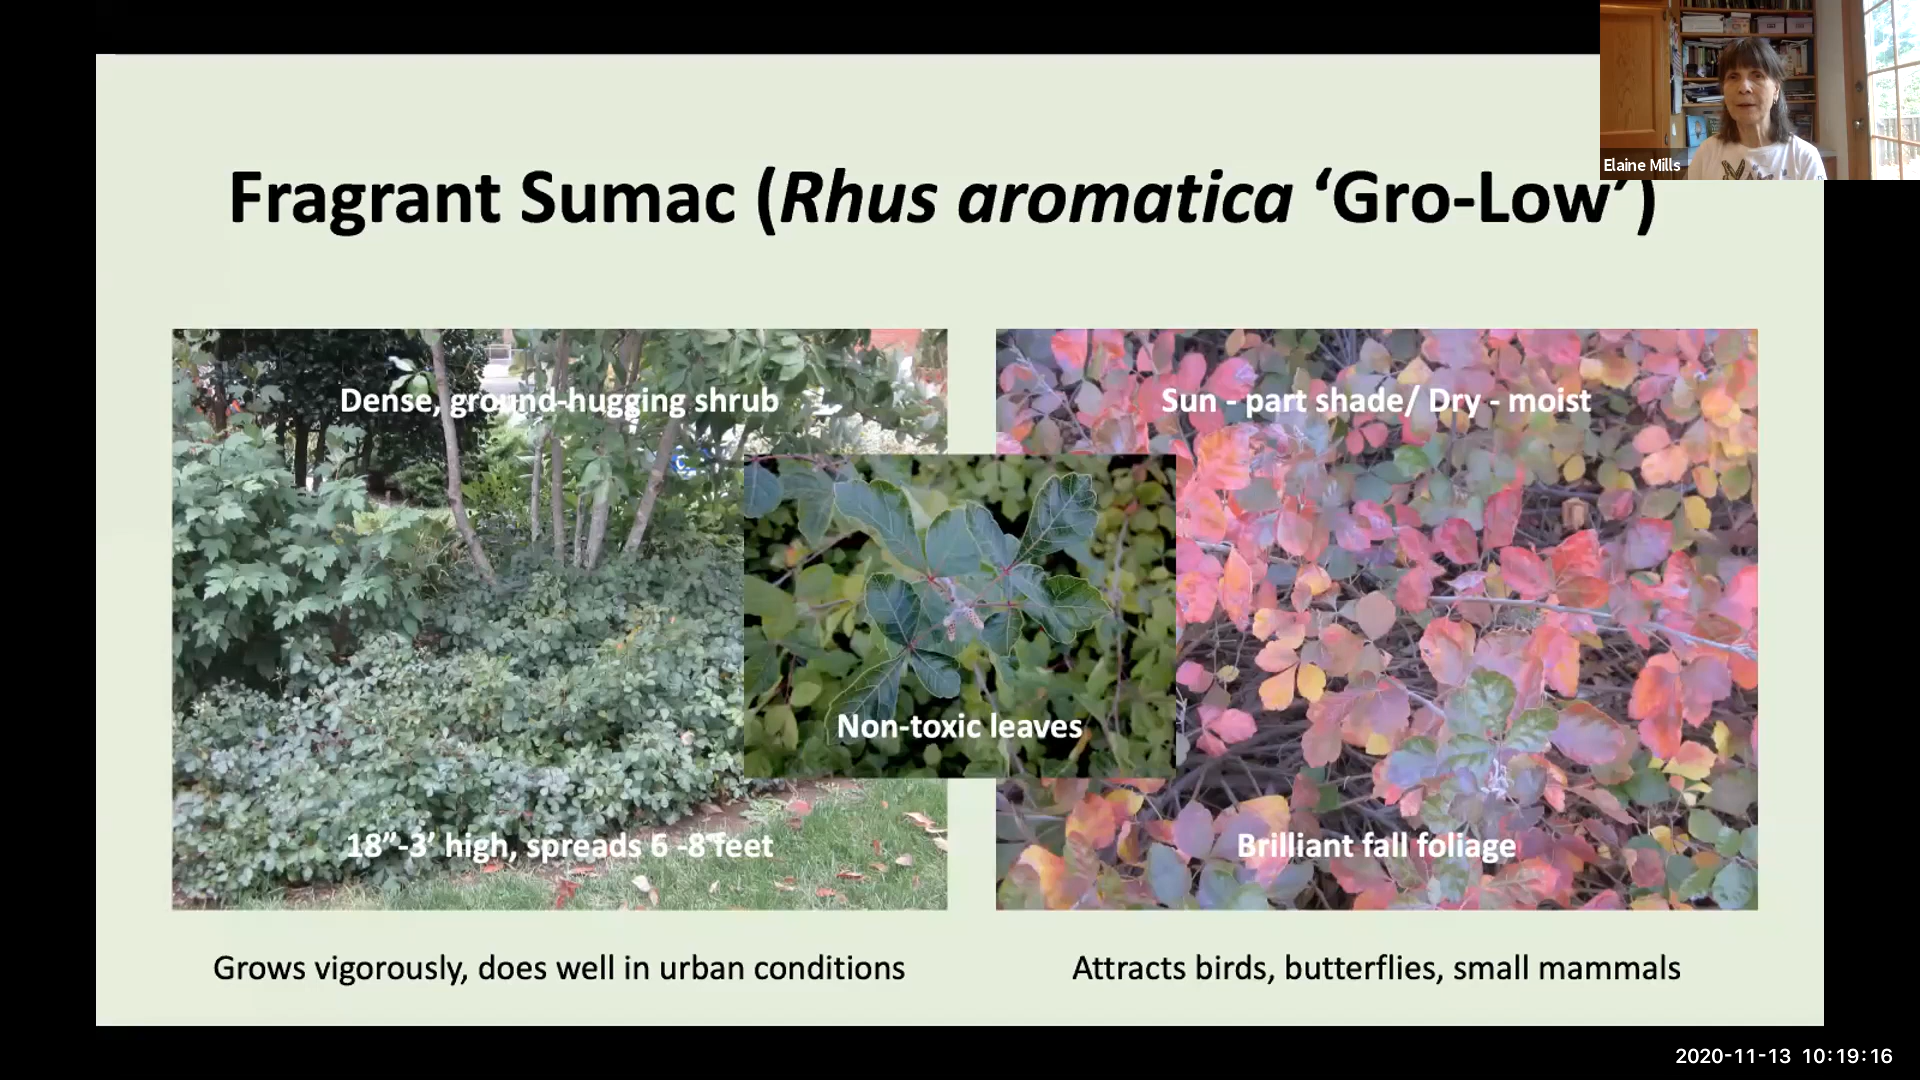 Elaine Mills
Fragrant Sumac (Rhus aromatica ‘Gro-Low’)
Dense, ground-hugging shrub
Sun - part shade/ Dry - moist
Non-toxic leaves
18”-3’ high, spreads 6 -8 feet
Brilliant fall foliage
Grows vigorously, does well in urban conditions
Attracts birds, butterflies, small mammals
2020-11-13 10:19:16